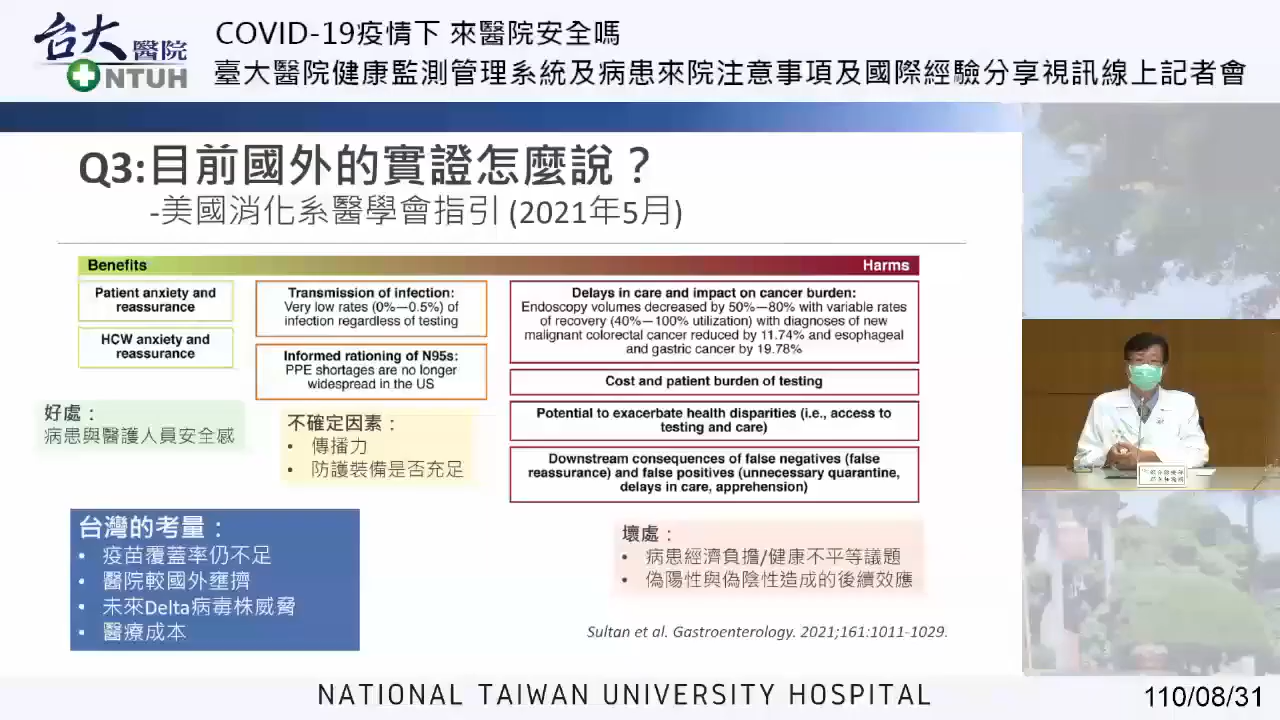 台大醫院
NTUH
COVID-19疫情下 來醫院安全嗎
臺大醫院健康監測管理系統及病患來院注意事項及國際經驗分享視訊線上記者會
Q3:目前國外的實證怎麼說？
-美國消化系醫學會指引 (2021年5月)
Benefits
Harms
Patient anxiety and
reassurance
HCW anxiety and
reassurance
Transmission of infection:
Very low rates (0%—0.5%) of
infection regardless of testing
Informed rationing of N95s:
PPE shortages are no longer
widespread in the US
Delays in care and impact on cancer burden:
Endoscopy volumes decreased by 50%—80% with variable rates
of recovery (40%—100% utilization) with diagnoses of new
malignant colorectal cancer reduced by 11.74% and esophageal
and gastric cancer by 19.78%
Cost and patient burden of testing
Potential to exacerbate health disparities (i.e., access to
testing and care)
Downstream consequences of false negatives (false
reassurance) and false positives (unnecessary quarantine,
delays in care, apprehension)
好處：
病患與醫護人員安全感
不確定因素：
• 傳播力
• 防護裝備是否充足
台灣的考量：
• 疫苗覆蓋率仍不足
• 醫院較國外壅擠
• 未來Delta病毒株威脅
• 醫療成本
壞處：
• 病患經濟負擔/健康不平等議題
• 偽陽性與偽陰性造成的後續效應
Sultan et al. Gastroenterology. 2021;161:1011-1029.
NATIONAL TAIWAN UNIVERSITY HOSPITAL
110/08/31